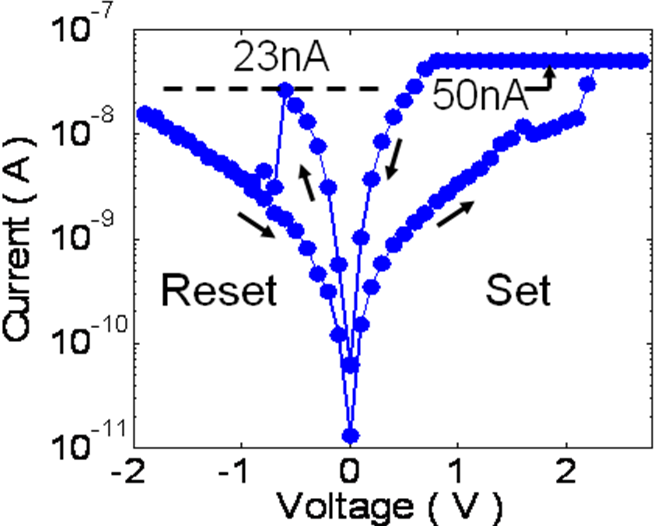 10^-7
10^-8
10^-9
10^-10
10^-11
Current ( A )
23nA
50nA
Reset
Set
-2 -1 0 1 2
Voltage ( V )